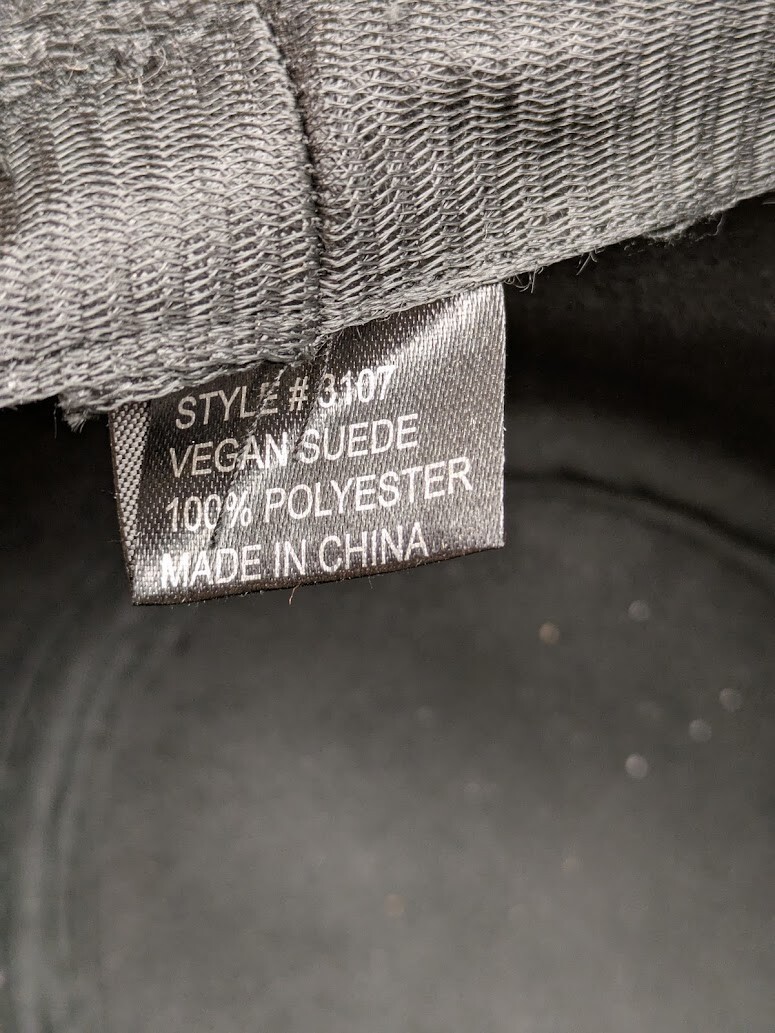 STYLE # 3107
VEGAN SUEDE
100% POLYESTER
MADE IN CHINA